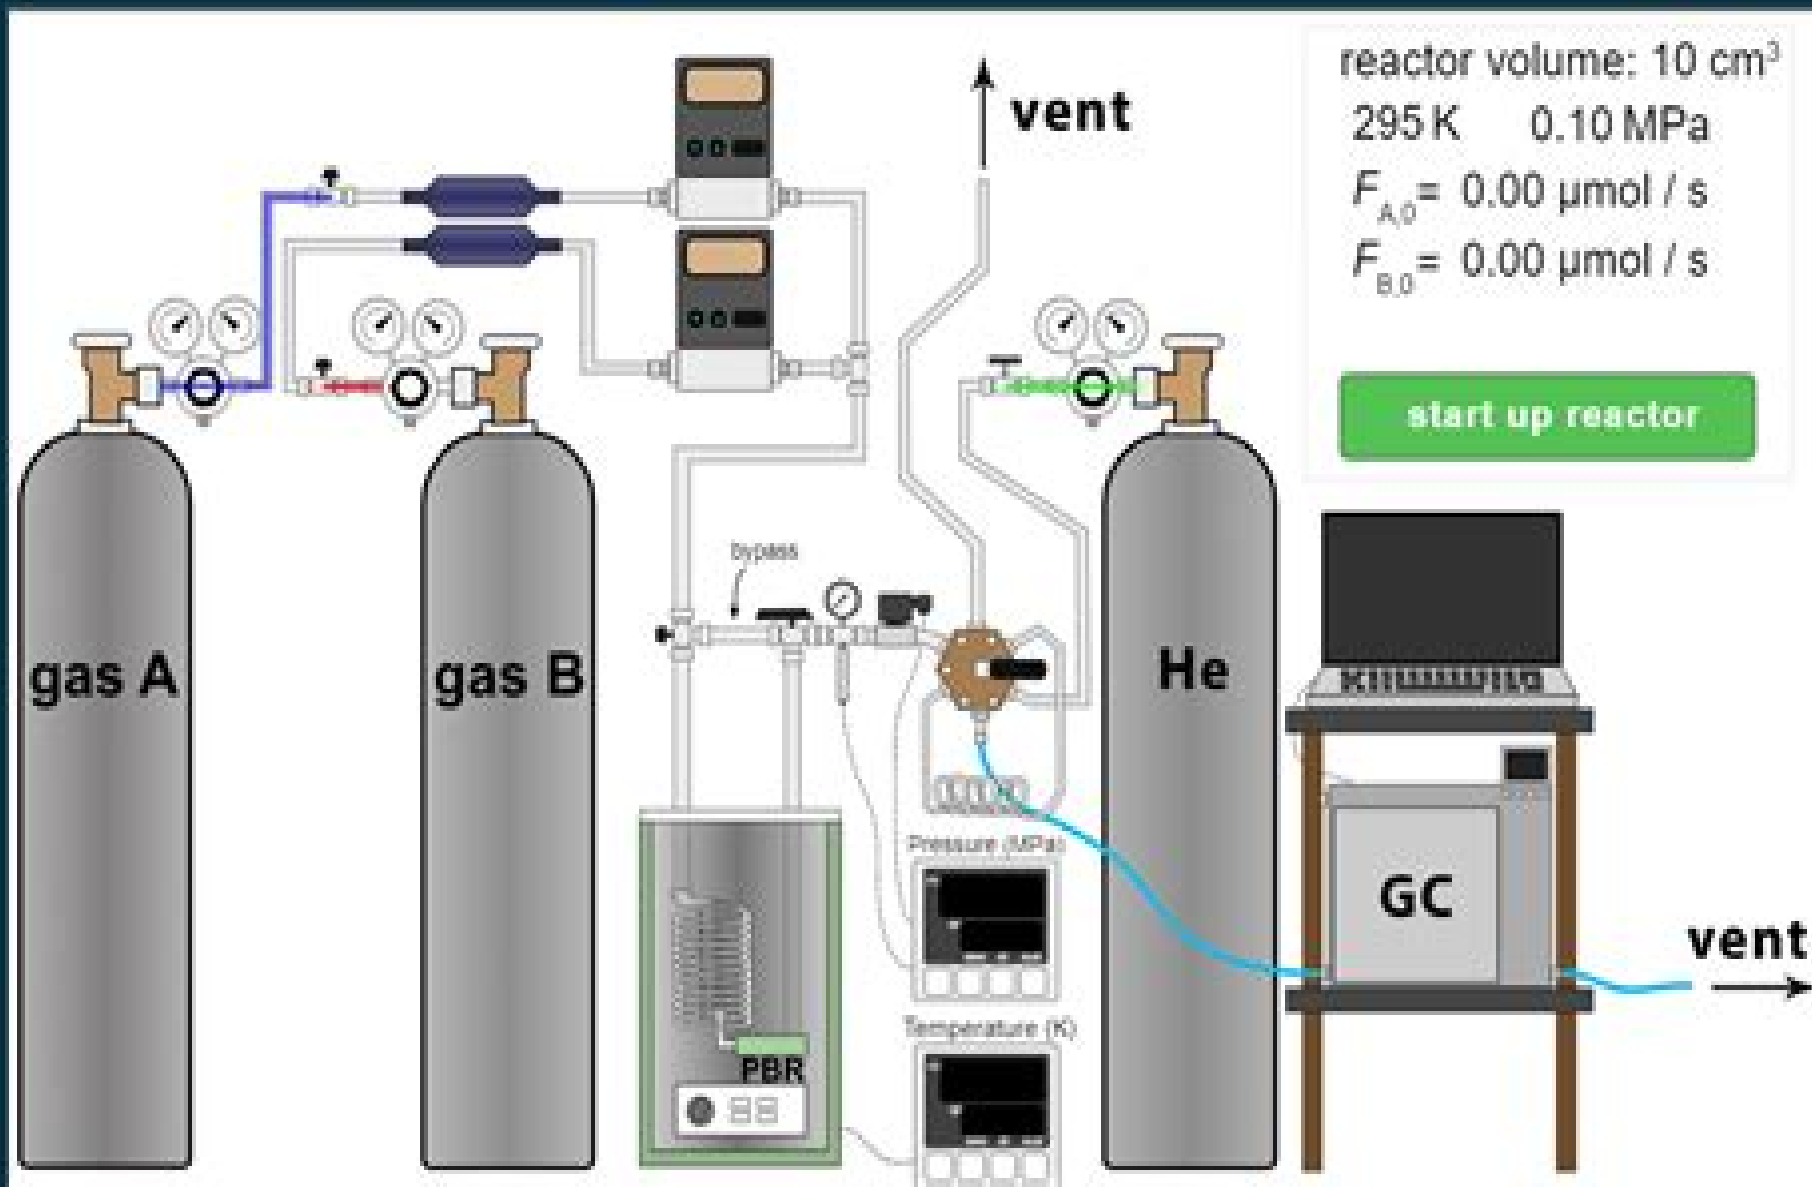 reactor volume: 10 cm³
295 K 0.10 MPa
F_A,0 = 0.00 µmol / s
F_B,0 = 0.00 µmol / s
start up reactor
vent
bypass
gas A
gas B
He
Pressure (MPa)
GC
vent
Temperature (K)
PBR